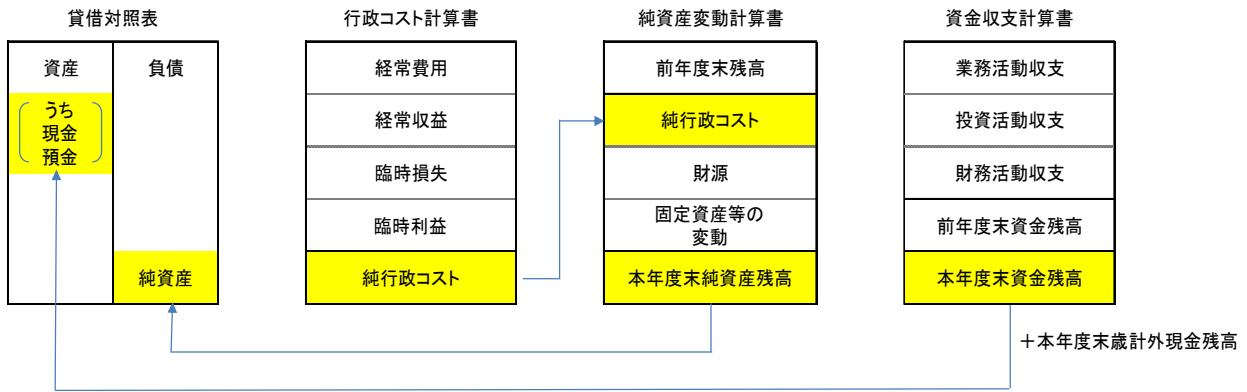 貸借対照表
資産
負債
うち
現金
預金
純資産
行政コスト計算書
経常費用
経常収益
臨時損失
臨時利益
純行政コスト
純資産変動計算書
前年度末残高
純行政コスト
財源
固定資産等の
変動
本年度末純資産残高
資金収支計算書
業務活動収支
投資活動収支
財務活動収支
前年度末資金残高
本年度末資金残高
＋本年度末歳計外現金残高